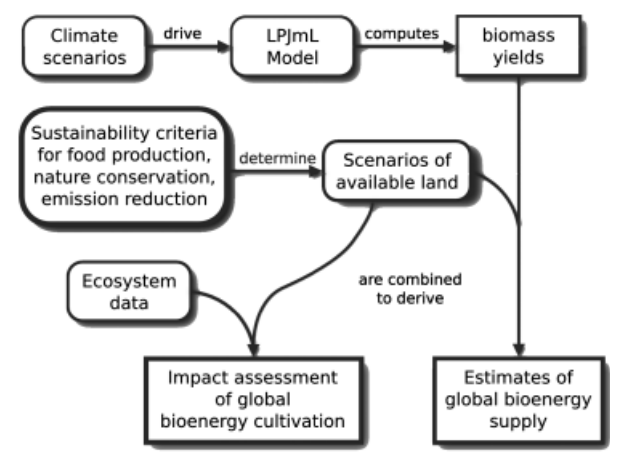 Climate
scenarios
drive
LPJmL
Model
computes
biomass
yields
Sustainability criteria
for food production,
nature conservation,
emission reduction
determine
Scenarios of
available land
Ecosystem
data
are combined
to derive
Impact assessment
of global
bioenergy cultivation
Estimates of
global bioenergy
supply